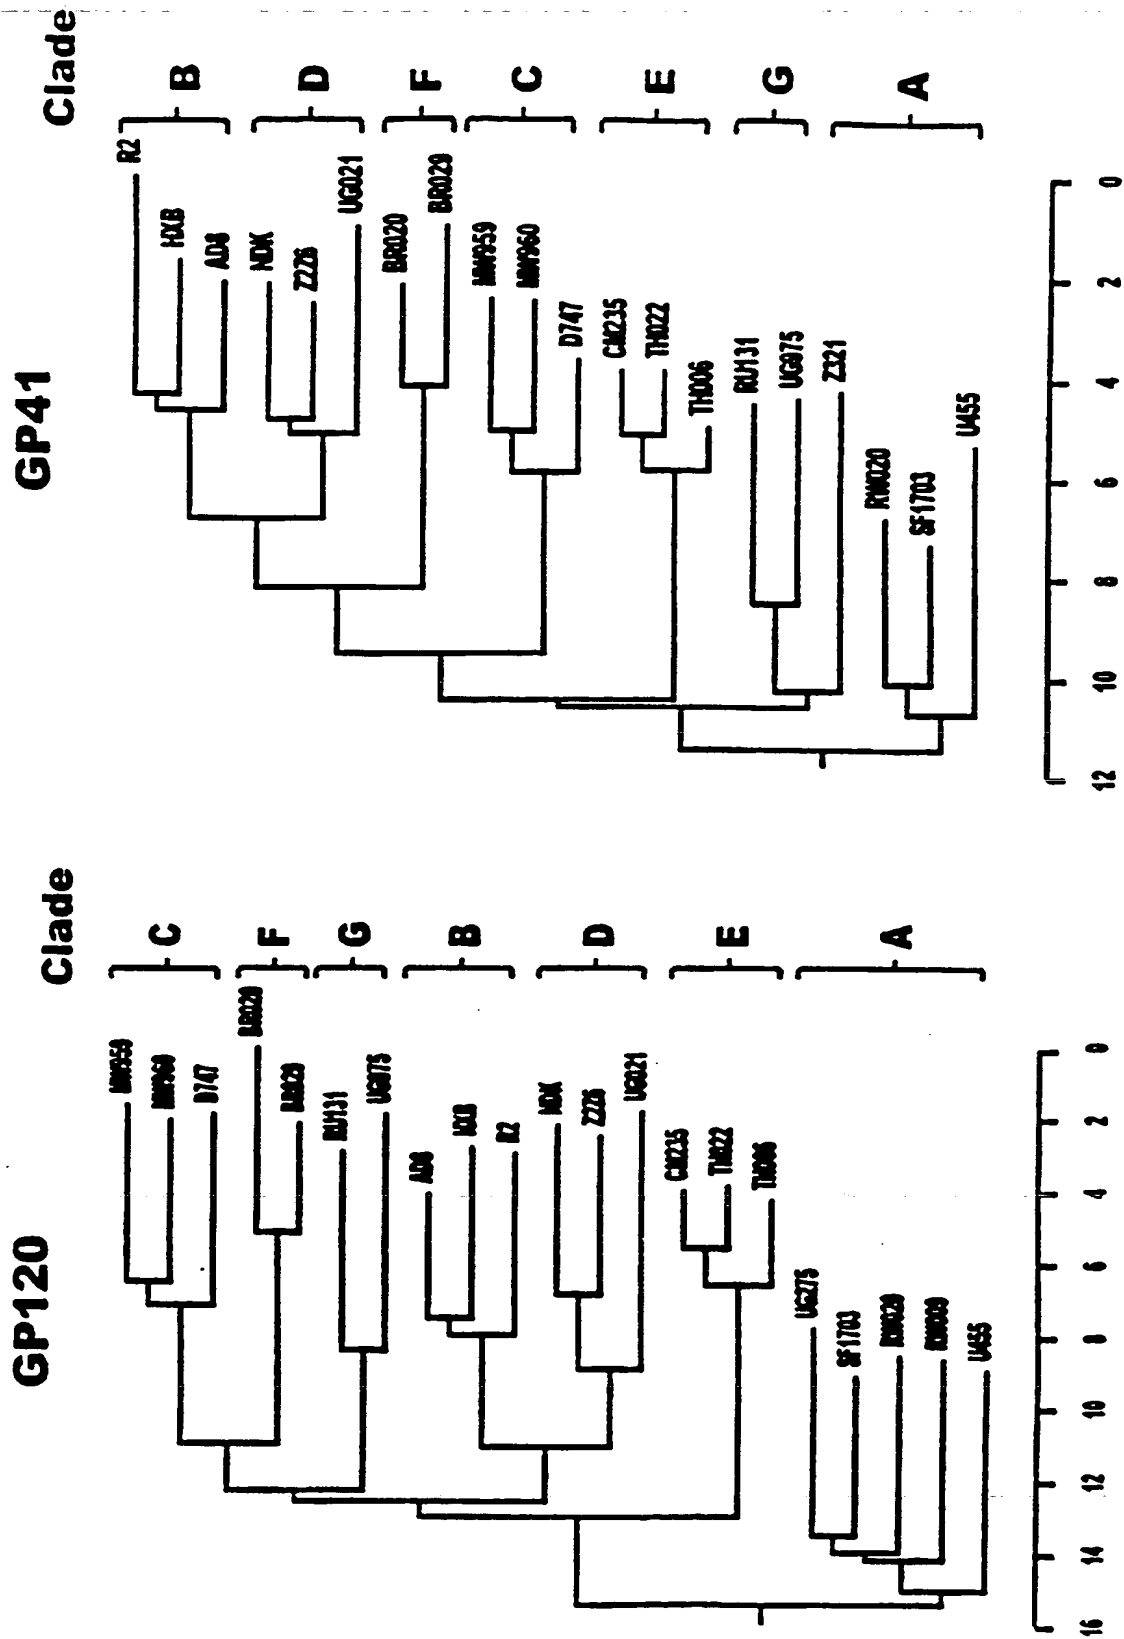 GP120
Clade
C
F
G
B
D
E
A
MW959
MW960
D747
BR029
RU131
UG975
AD8
HXB
R2
NDK
Z2Z6
UG021
CM235
TH022
TH006
UG275
SF1703
RW020
RW009
U455
0
2
4
6
8
10
12
14
16
GP41
Clade
B
D
F
C
E
G
A
R2
HXB
AD8
NDK
Z2Z6
UG021
BR020
BR029
MW959
MW960
D747
CM235
TH022
TH006
RU131
UG975
Z321
RW020
SF1703
U455
0
2
4
6
8
10
12